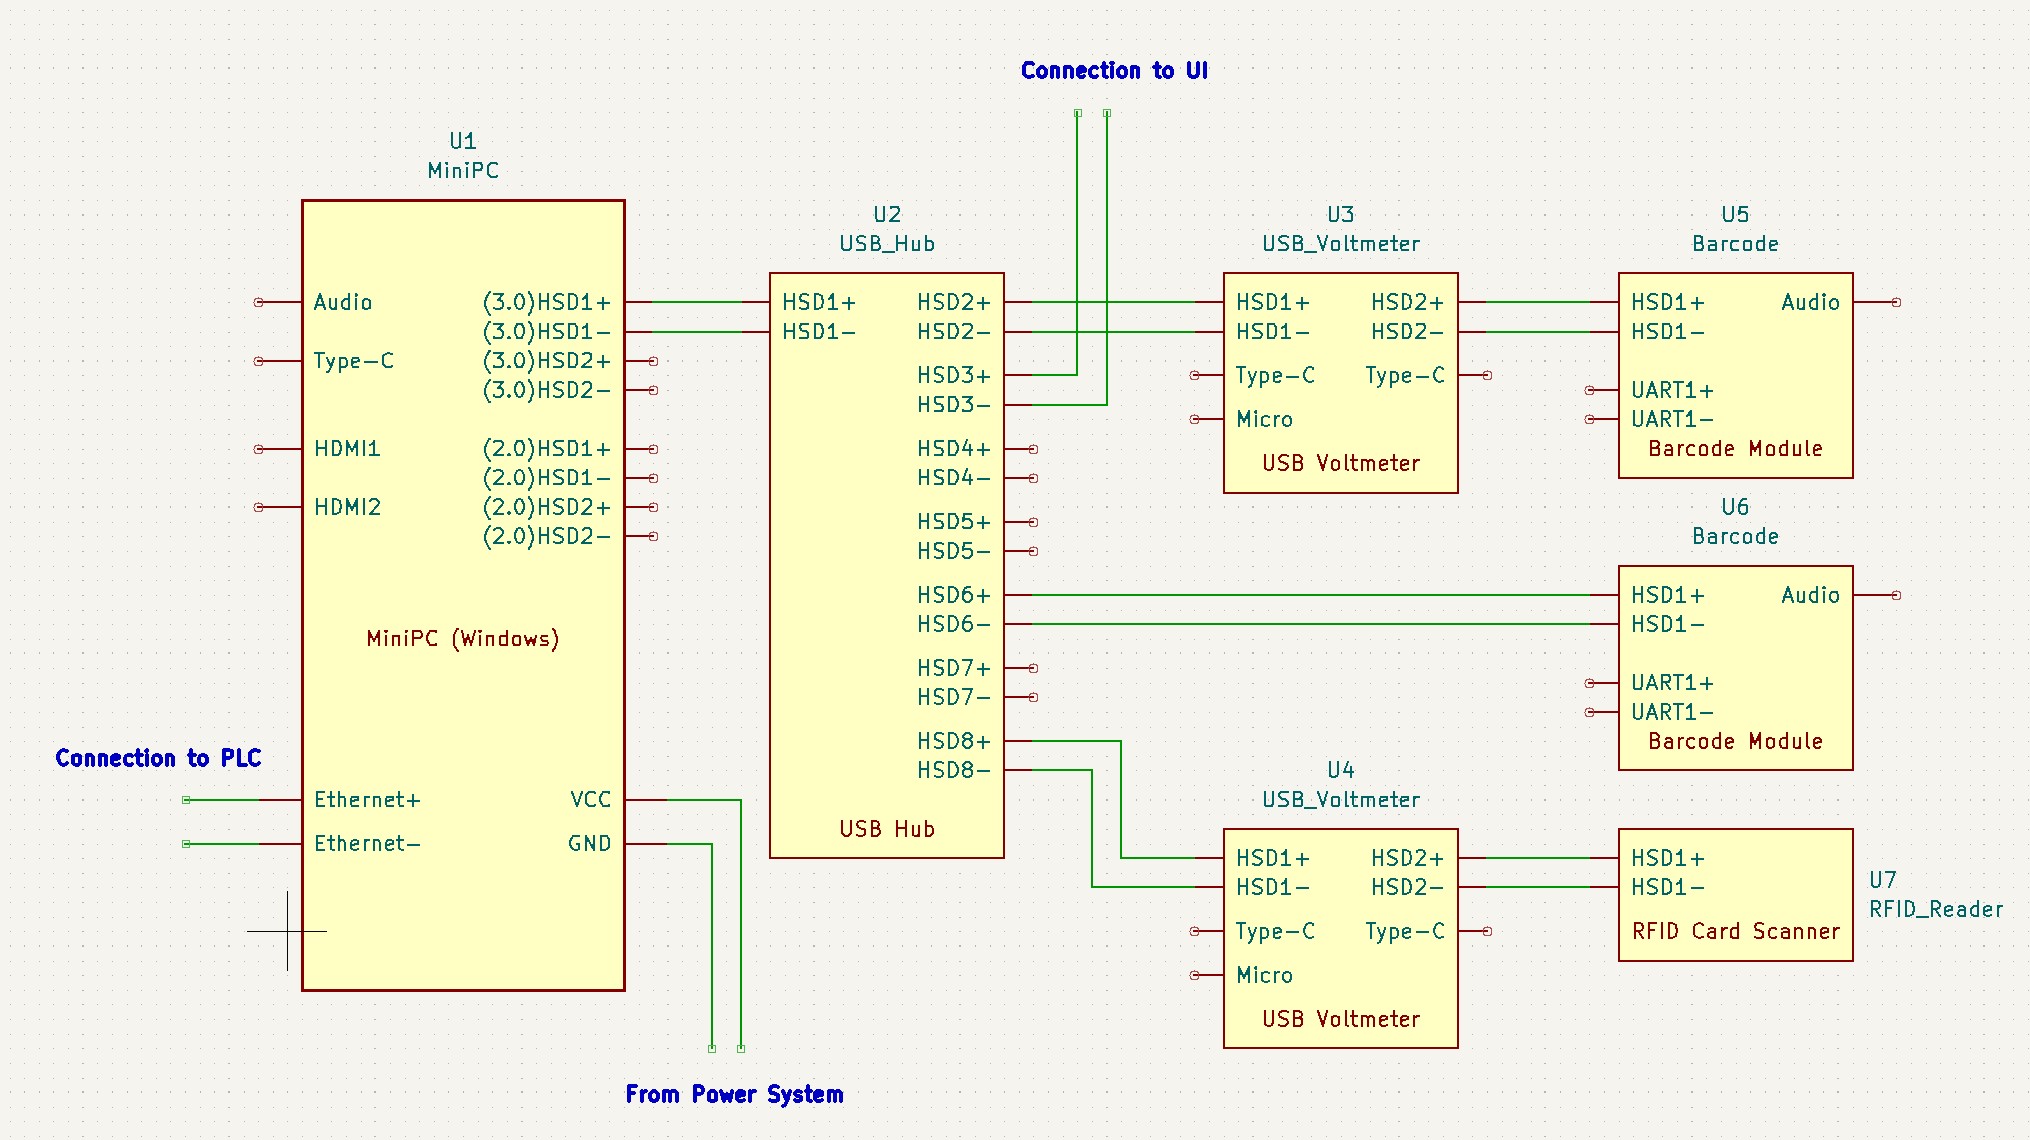 Connection to UI
U1
MiniPC
Audio
Type-C
HDMI1
HDMI2
(3.0)HSD1+
(3.0)HSD1-
(3.0)HSD2+
(3.0)HSD2-
(2.0)HSD1+
(2.0)HSD1-
(2.0)HSD2+
(2.0)HSD2-
MiniPC (Windows)
Connection to PLC
Ethernet+
Ethernet-
VCC
GND
From Power System
U2
USB_Hub
HSD1+
HSD1-
HSD2+
HSD2-
HSD3+
HSD3-
HSD4+
HSD4-
HSD5+
HSD5-
HSD6+
HSD6-
HSD7+
HSD7-
HSD8+
HSD8-
USB Hub
U3
USB_Voltmeter
HSD1+
HSD1-
Type-C
Micro
HSD2+
HSD2-
Type-C
USB Voltmeter
U5
Barcode
HSD1+
HSD1-
Audio
UART1+
UART1-
Barcode Module
U6
Barcode
HSD1+
HSD1-
Audio
UART1+
UART1-
Barcode Module
U4
USB_Voltmeter
HSD1+
HSD1-
Type-C
Micro
HSD2+
HSD2-
Type-C
USB Voltmeter
HSD1+
HSD1-
RFID Card Scanner
U7
RFID_Reader